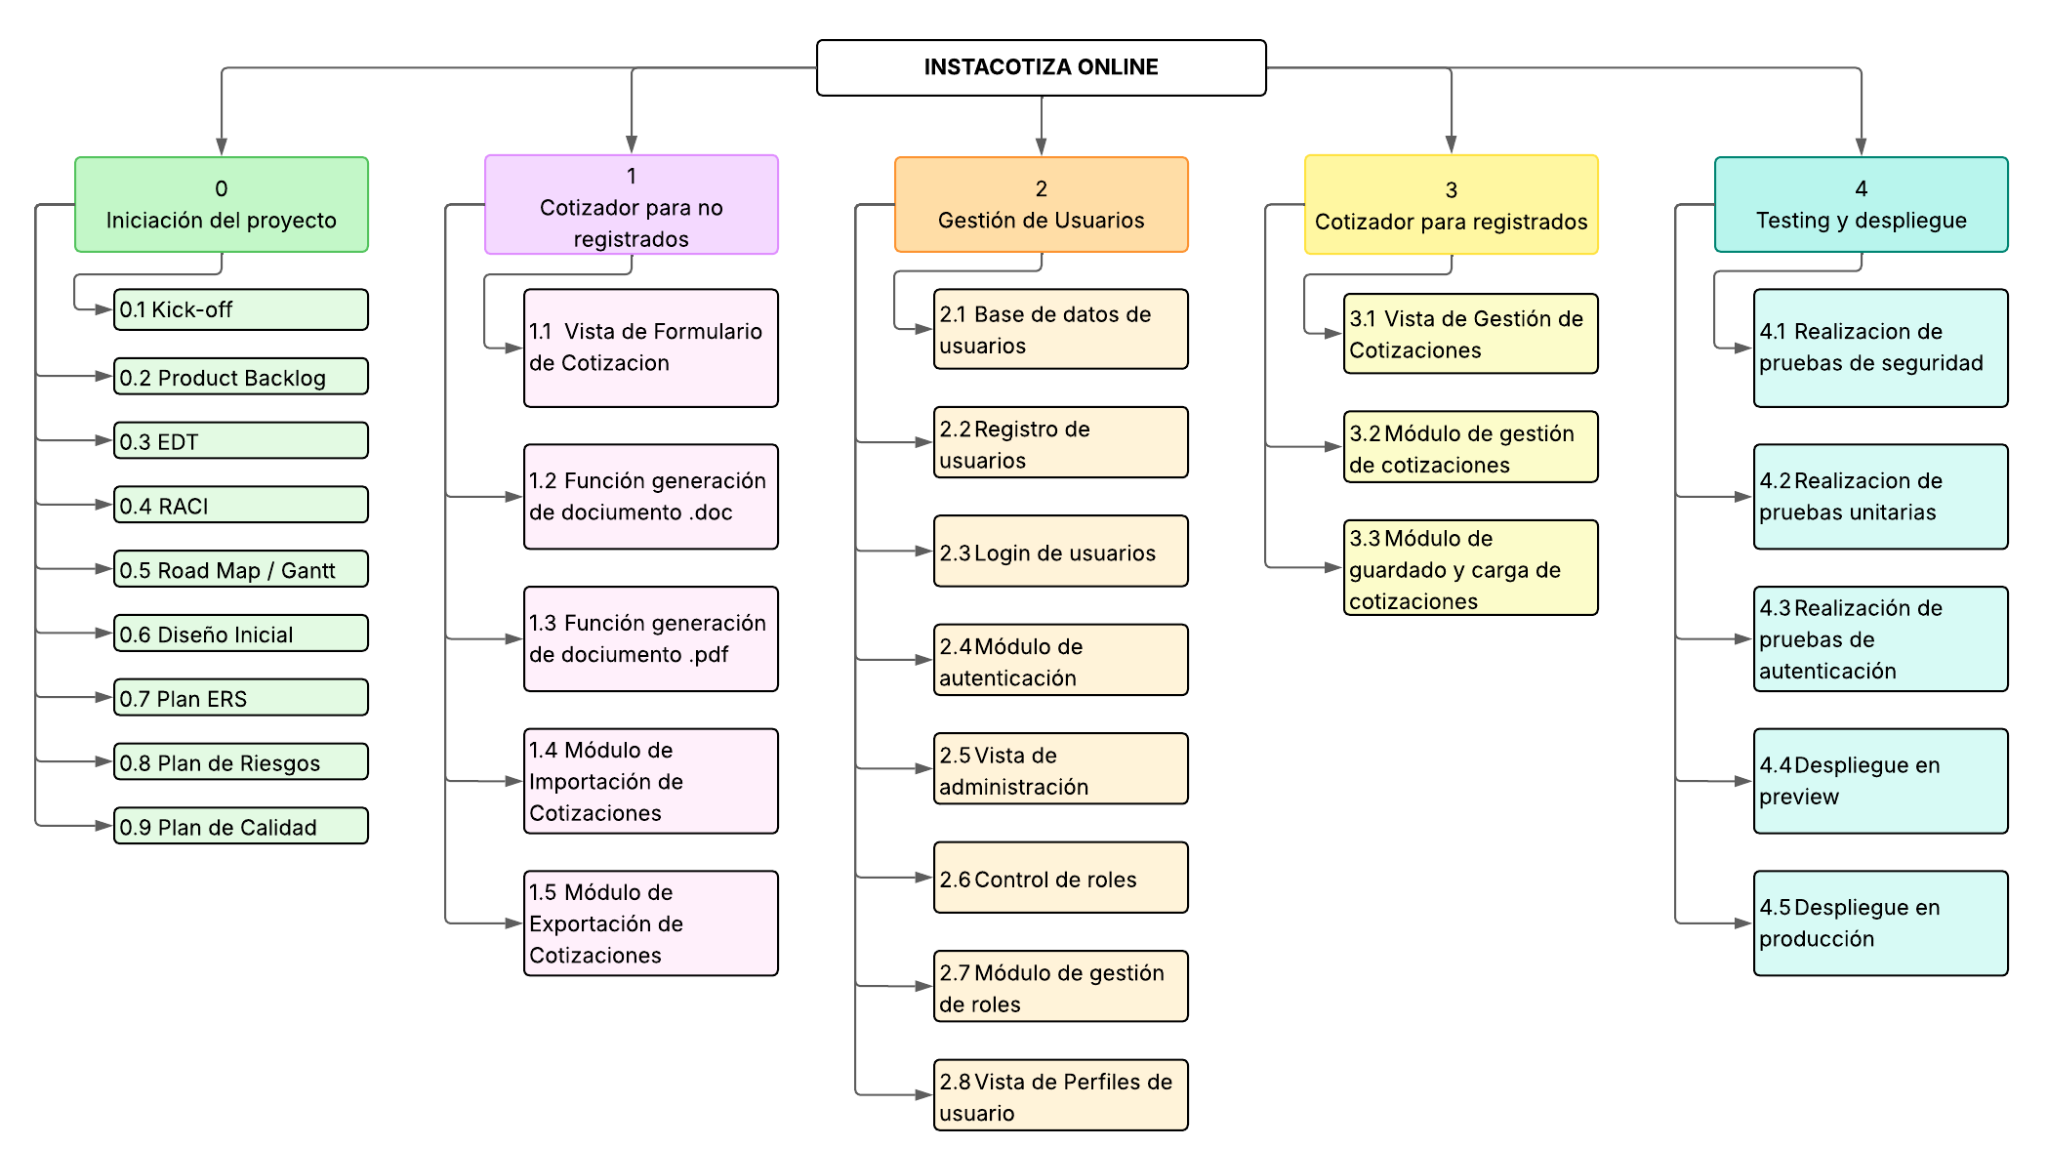 INSTACOTIZA ONLINE
0
Iniciación del proyecto
0.1 Kick-off
0.2 Product Backlog
0.3 EDT
0.4 RACI
0.5 Road Map / Gantt
0.6 Diseño Inicial
0.7 Plan ERS
0.8 Plan de Riesgos
0.9 Plan de Calidad
1
Cotizador para no
registrados
1.1 Vista de Formulario
de Cotizacion
1.2 Función generación
de dociumento .doc
1.3 Función generación
de dociumento .pdf
1.4 Módulo de
Importación de
Cotizaciones
1.5 Módulo de
Exportación de
Cotizaciones
2
Gestión de Usuarios
2.1 Base de datos de
usuarios
2.2 Registro de
usuarios
2.3 Login de usuarios
2.4 Módulo de
autenticación
2.5 Vista de
administración
2.6 Control de roles
2.7 Módulo de gestión
de roles
2.8 Vista de Perfiles de
usuario
3
Cotizador para registrados
3.1 Vista de Gestión de
Cotizaciones
3.2 Módulo de gestión
de cotizaciones
3.3 Módulo de
guardado y carga de
cotizaciones
4
Testing y despliegue
4.1 Realizacion de
pruebas de seguridad
4.2 Realizacion de
pruebas unitarias
4.3 Realización de
pruebas de
autenticación
4.4 Despliegue en
preview
4.5 Despliegue en
producción